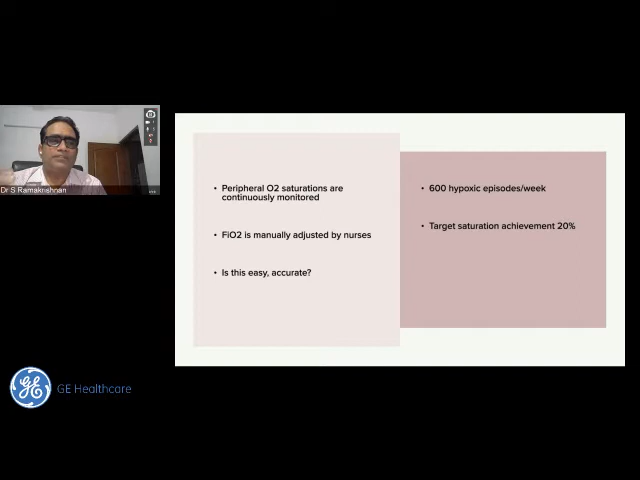 Dr S Ramakrishnan
• Peripheral O2 saturations are
continuously monitored
• FiO2 is manually adjusted by nurses
• Is this easy, accurate?
• 600 hypoxic episodes/week
• Target saturation achievement 20%
GE Healthcare